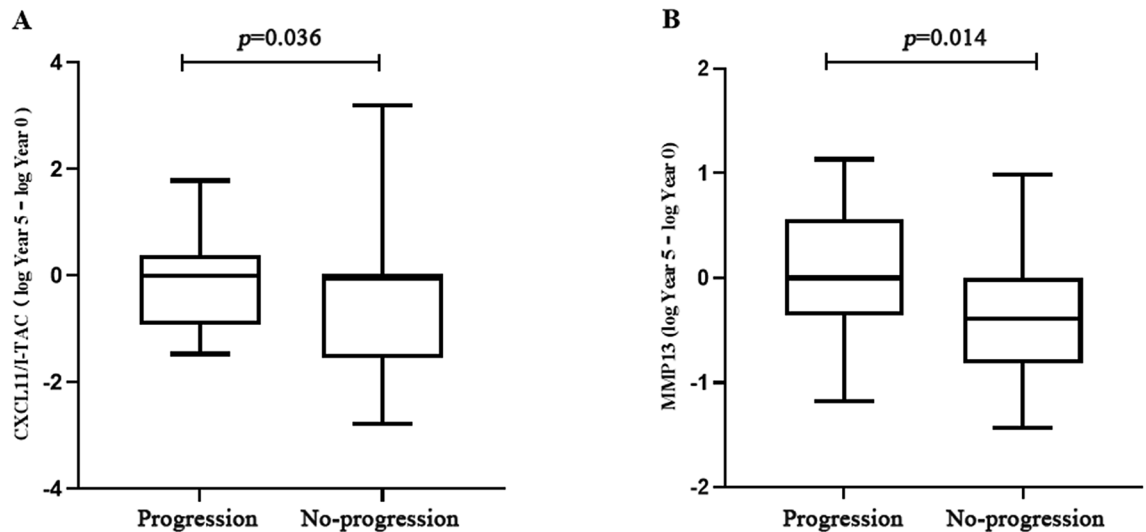 A
p=0.036
CXCL11/I-TAC (log Year 5 - log Year 0)
4
2
0
-2
-4
Progression
No-progression
B
p=0.014
MMP13 (log Year 5 - log Year 0)
2
1
0
-1
-2
Progression
No-progression